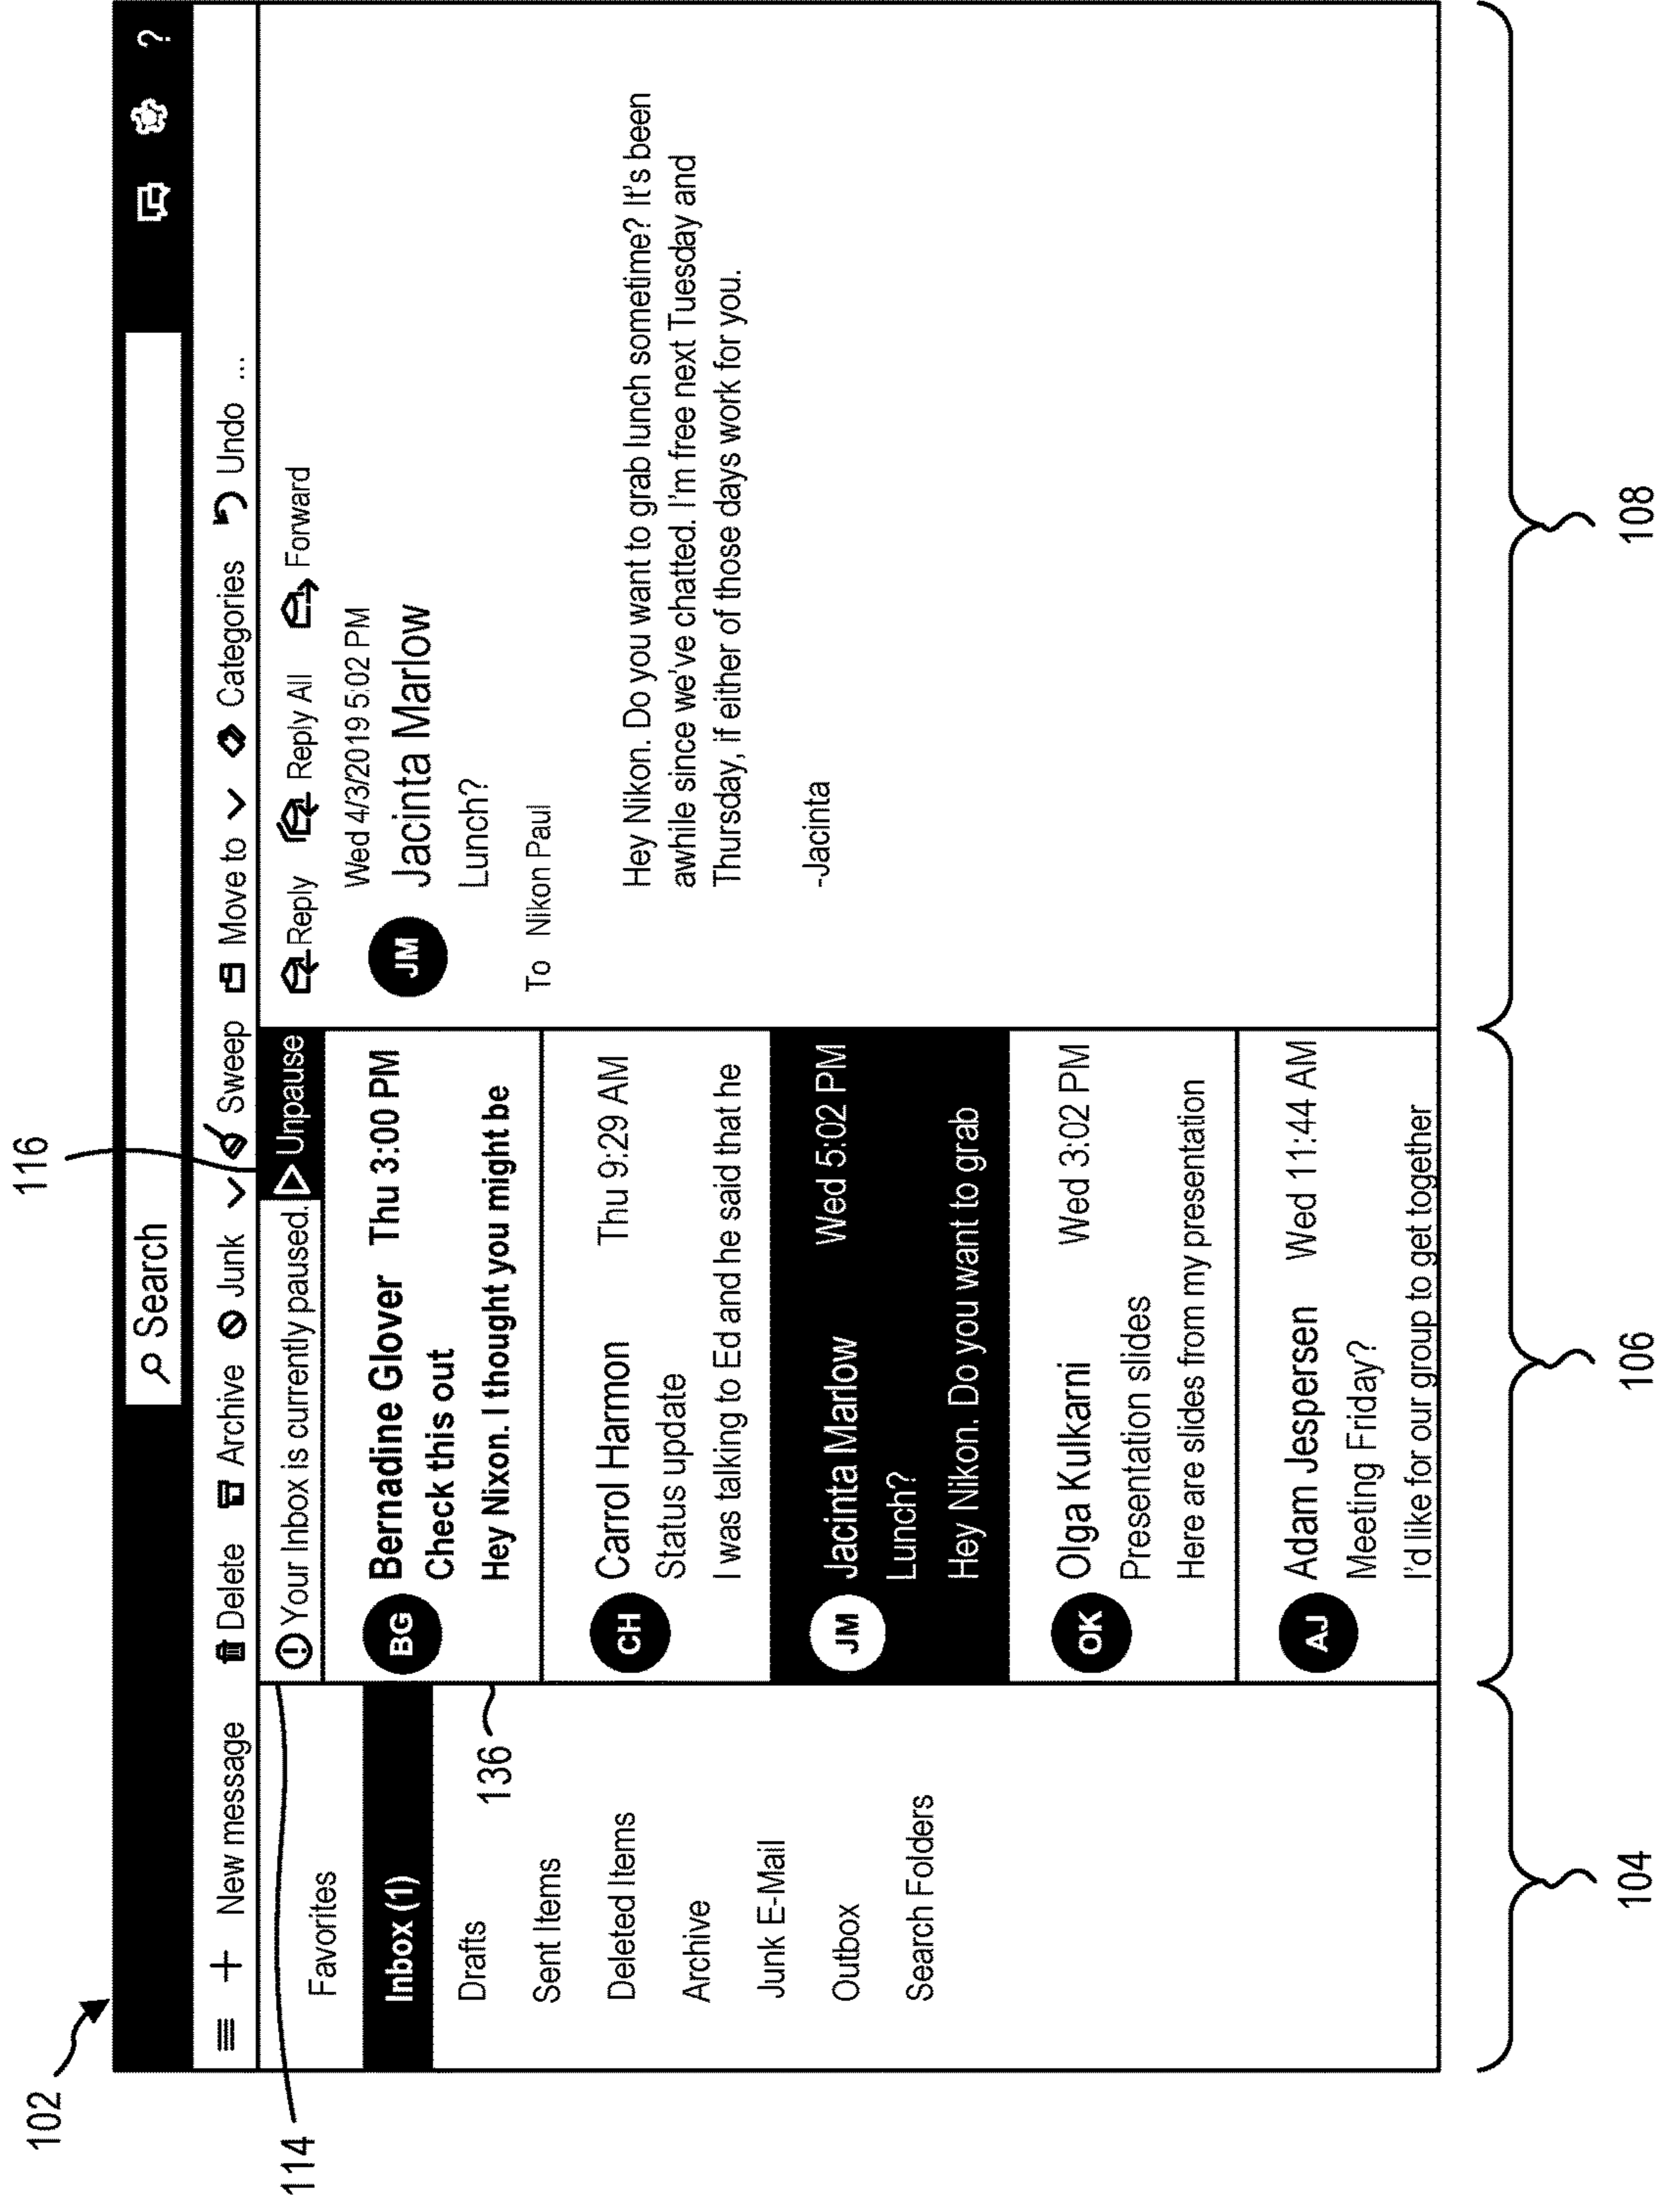 102
116
Search
?
New message
Delete
Archive
Junk
Sweep
Move to
Categories
Undo ...
114
Favorites
Inbox (1)
Drafts
Sent Items
Deleted Items
Archive
Junk E-Mail
Outbox
Search Folders
Your Inbox is currently paused.
Unpause
136
BG
Bernadine Glover Thu 3:00 PM
Check this out
Hey Nixon. I thought you might be
CH
Carrol Harmon Thu 9:29 AM
Status update
I was talking to Ed and he said that he
JM
Jacinta Marlow Wed 5:02 PM
Lunch?
Hey Nikon. Do you want to grab
OK
Olga Kulkarni Wed 3:02 PM
Presentation slides
Here are slides from my presentation
AJ
Adam Jespersen Wed 11:44 AM
Meeting Friday?
I'd like for our group to get together
Reply
Reply All
Forward
Wed 4/3/2019 5:02 PM
JM
Jacinta Marlow
Lunch?
To Nikon Paul
Hey Nikon. Do you want to grab lunch sometime? It's been
awhile since we've chatted. I'm free next Tuesday and
Thursday, if either of those days work for you.
-Jacinta
104
106
108